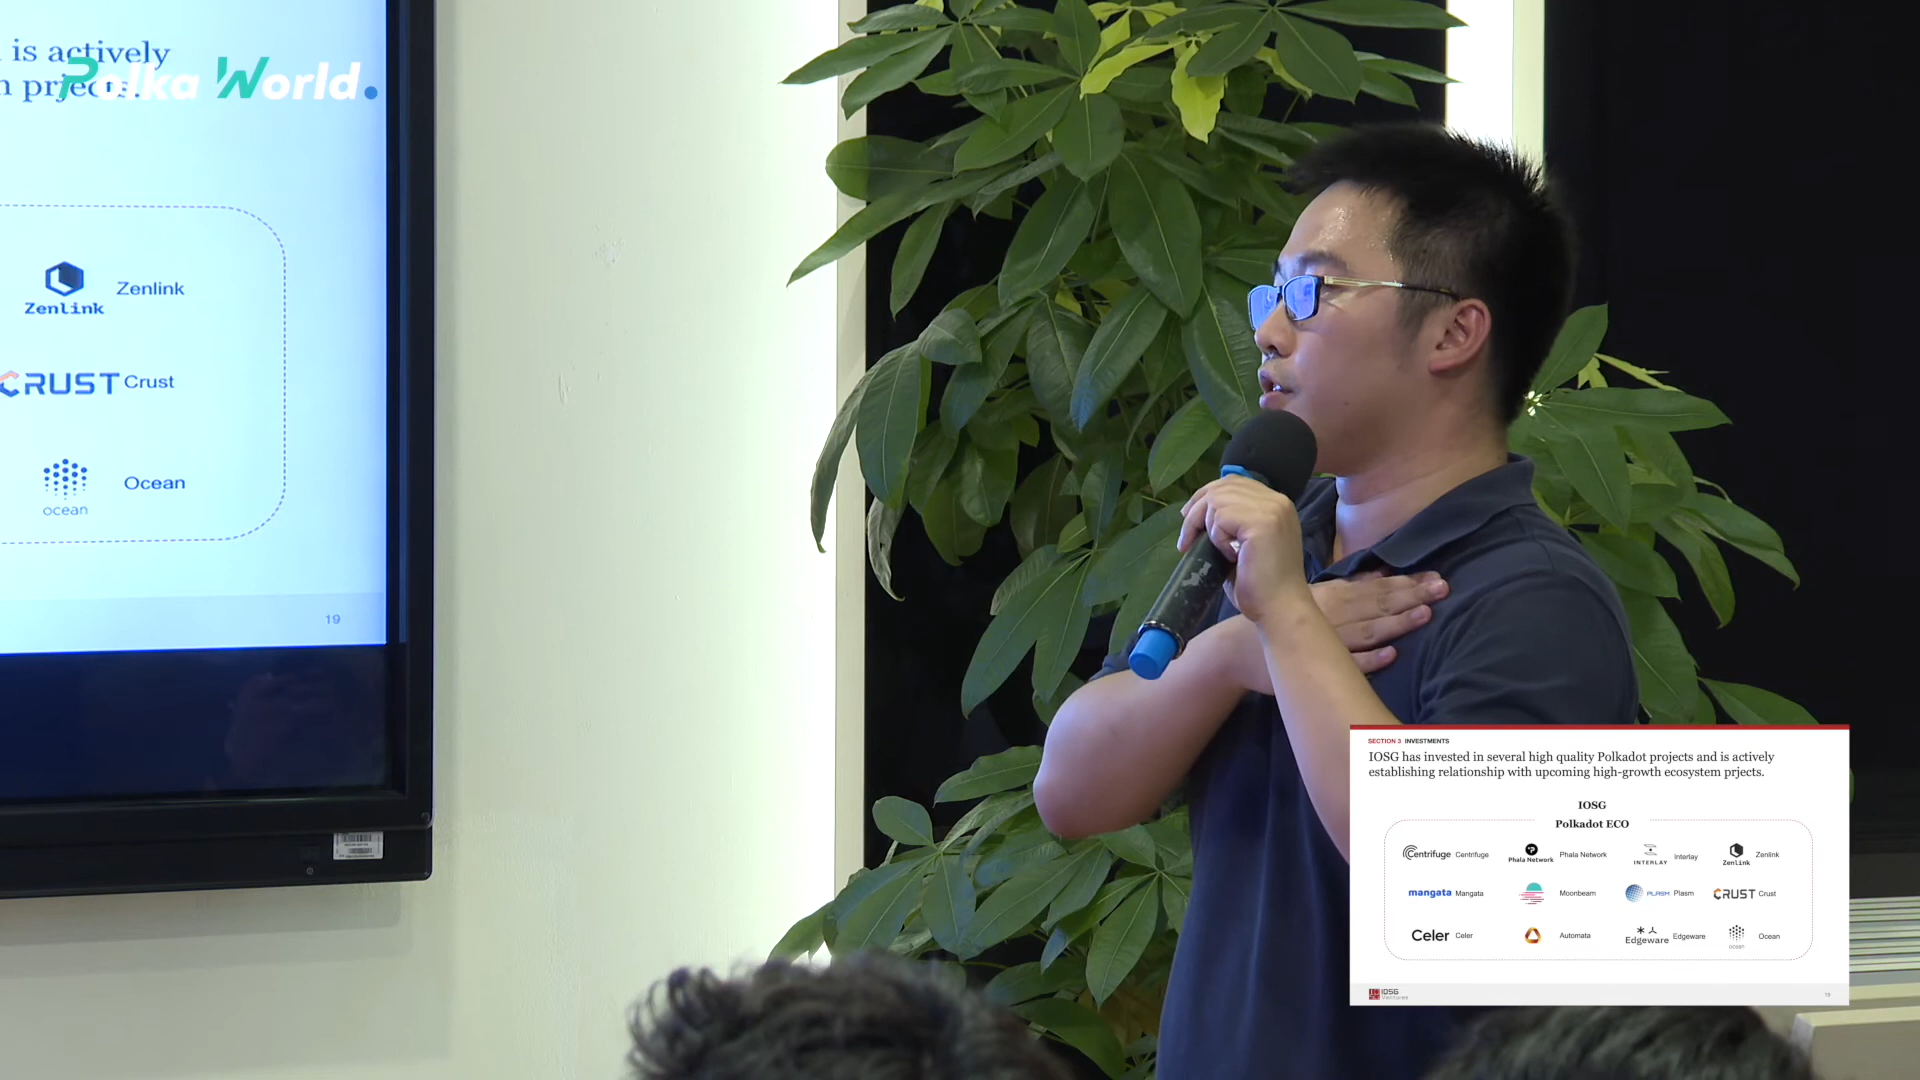 is actively
n prjects.
Polka World.
Zenlink Zenlink
CRUST Crust
ocean Ocean
19
SECTION 3 INVESTMENTS
IOSG has invested in several high quality Polkadot projects and is actively
establishing relationship with upcoming high-growth ecosystem prjects.
IOSG
Polkadot ECO
Centrifuge Centrifuge Phala Network Phala Network INTERLAY Interlay Zenlink Zenlink
mangata Mangata Moonbeam PLASM Plasm CRUST Crust
Celer Celer Automata Edgeware Edgeware ocean Ocean
IOSG
Ventures
19